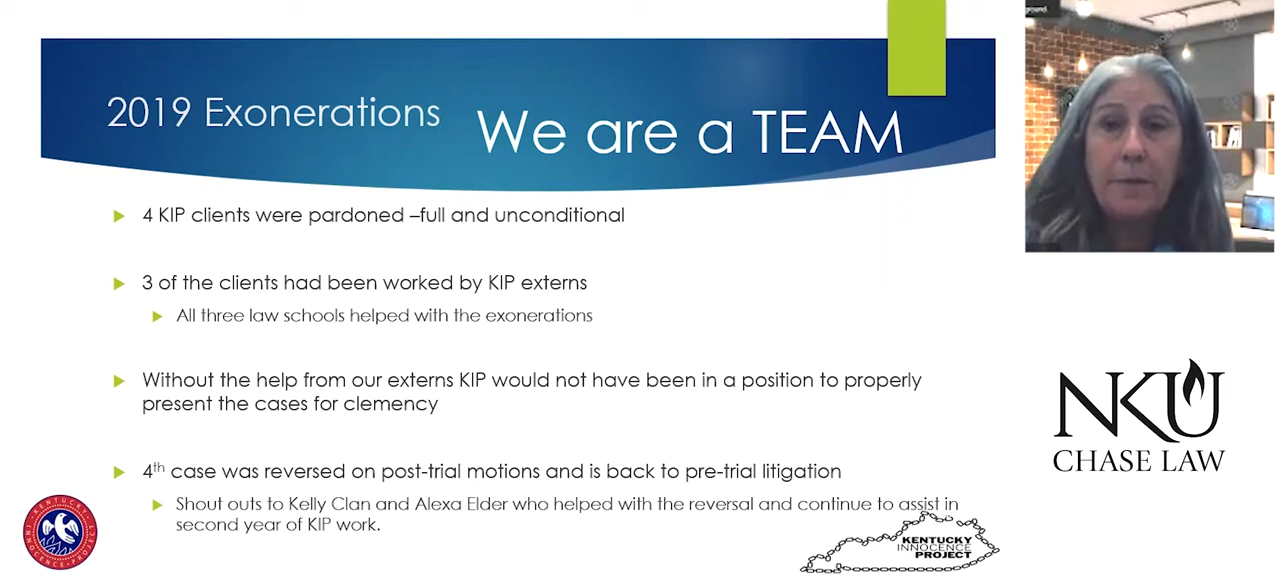 ground.
2019 Exonerations
We are a TEAM
4 KIP clients were pardoned –full and unconditional
3 of the clients had been worked by KIP externs
All three law schools helped with the exonerations
Without the help from our externs KIP would not have been in a position to properly
present the cases for clemency
4th case was reversed on post-trial motions and is back to pre-trial litigation
Shout outs to Kelly Clan and Alexa Elder who helped with the reversal and continue to assist in
second year of KIP work.
KENTUCKY
INNOCENCE PROJECT
KENTUCKY
INNOCENCE
PROJECT
NKU
CHASE LAW